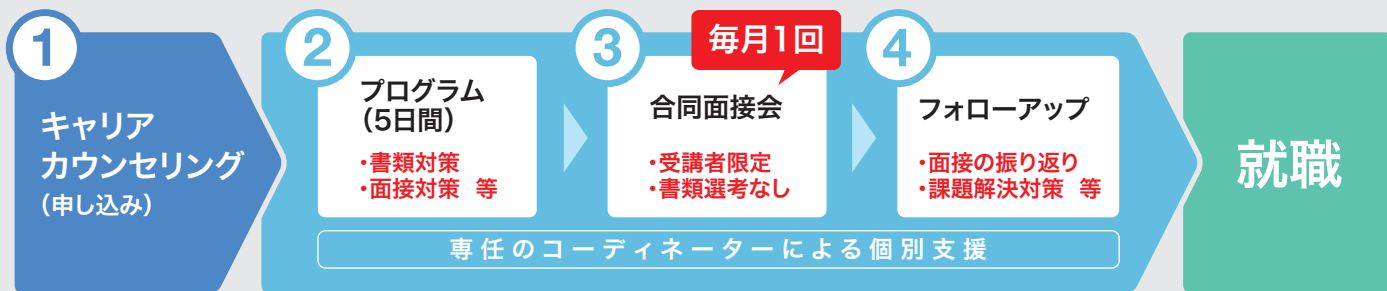 1
キャリア
カウンセリング
(申し込み)
2
プログラム
(5日間)
・書類対策
・面接対策 等
3
毎月1回
合同面接会
・受講者限定
・書類選考なし
4
フォローアップ
・面接の振り返り
・課題解決対策 等
専任のコーディネーターによる個別支援
就職